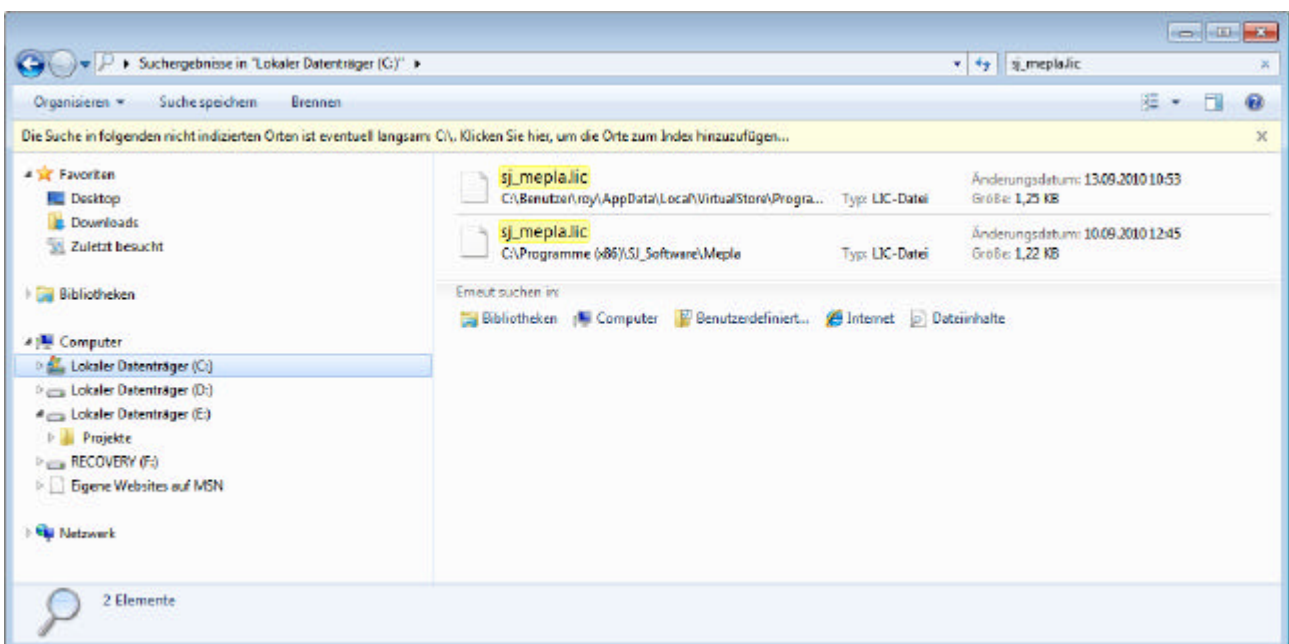 Suchergebnisse in "Lokaler Datenträger (C:)"
sj_mepla.lic
Organisieren Suche speichern Brennen
Die Suche in folgenden nicht indizierten Orten ist eventuell langsam: C:\. Klicken Sie hier, um die Orte zum Index hinzuzufügen...
Favoriten
Desktop
Downloads
Zuletzt besucht
Bibliotheken
Computer
Lokaler Datenträger (C:)
Lokaler Datenträger (D:)
Lokaler Datenträger (E:)
Projekte
RECOVERY (F:)
Eigene Websites auf MSN
Netzwerk
sj_mepla.lic
C:\Benutzer\roy\AppData\Local\VirtualStore\Progra... Typ: LIC-Datei
Änderungsdatum: 13.09.2010 10:53
Größe: 1,25 KB
sj_mepla.lic
C:\Programme (x86)\SJ_Software\Mepla Typ: LIC-Datei
Änderungsdatum: 10.09.2010 12:45
Größe: 1,22 KB
Erneut suchen in:
Bibliotheken Computer Benutzerdefiniert... Internet Dateiinhalte
2 Elemente